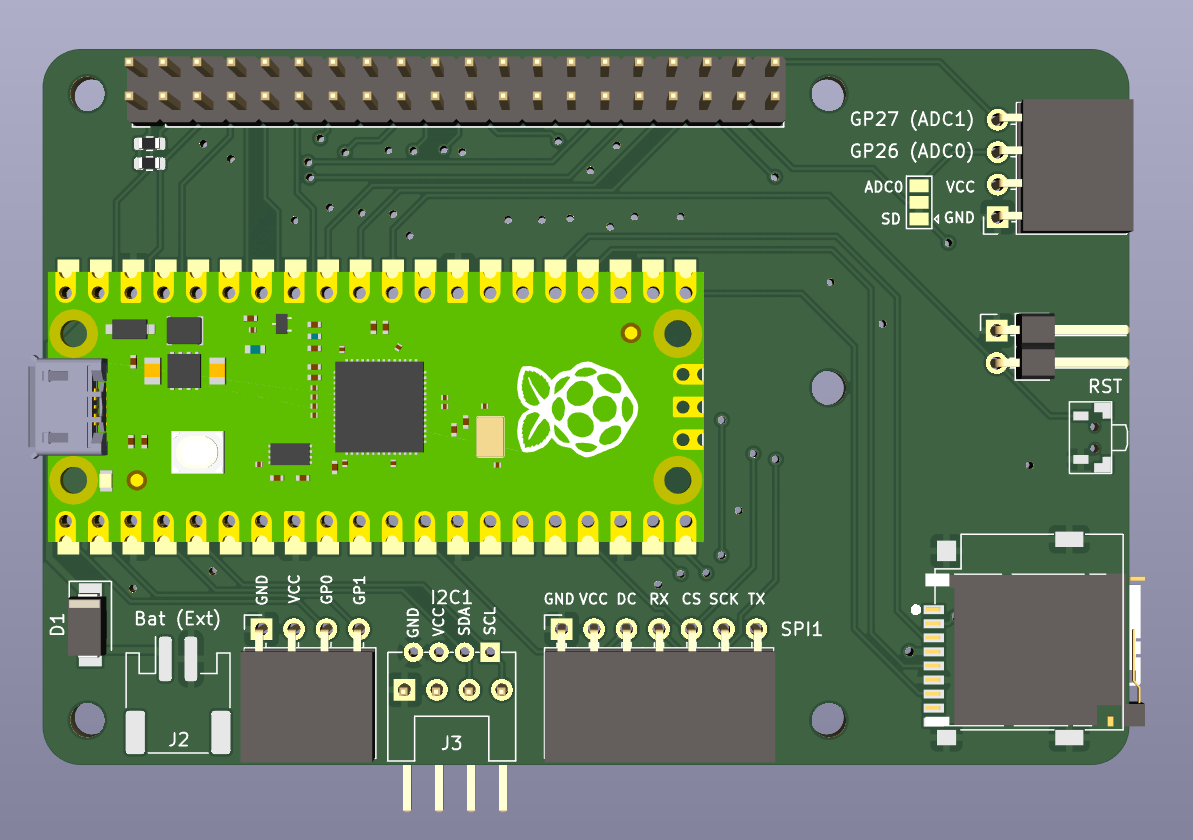 GP27 (ADC1)
GP26 (ADC0)
ADC0 VCC
SD GND
RST
D1
Bat (Ext)
J2
GND VCC GP0 GP1
I2C1
GND VCC SDA SCL
J3
GND VCC DC RX CS SCK TX
SPI1